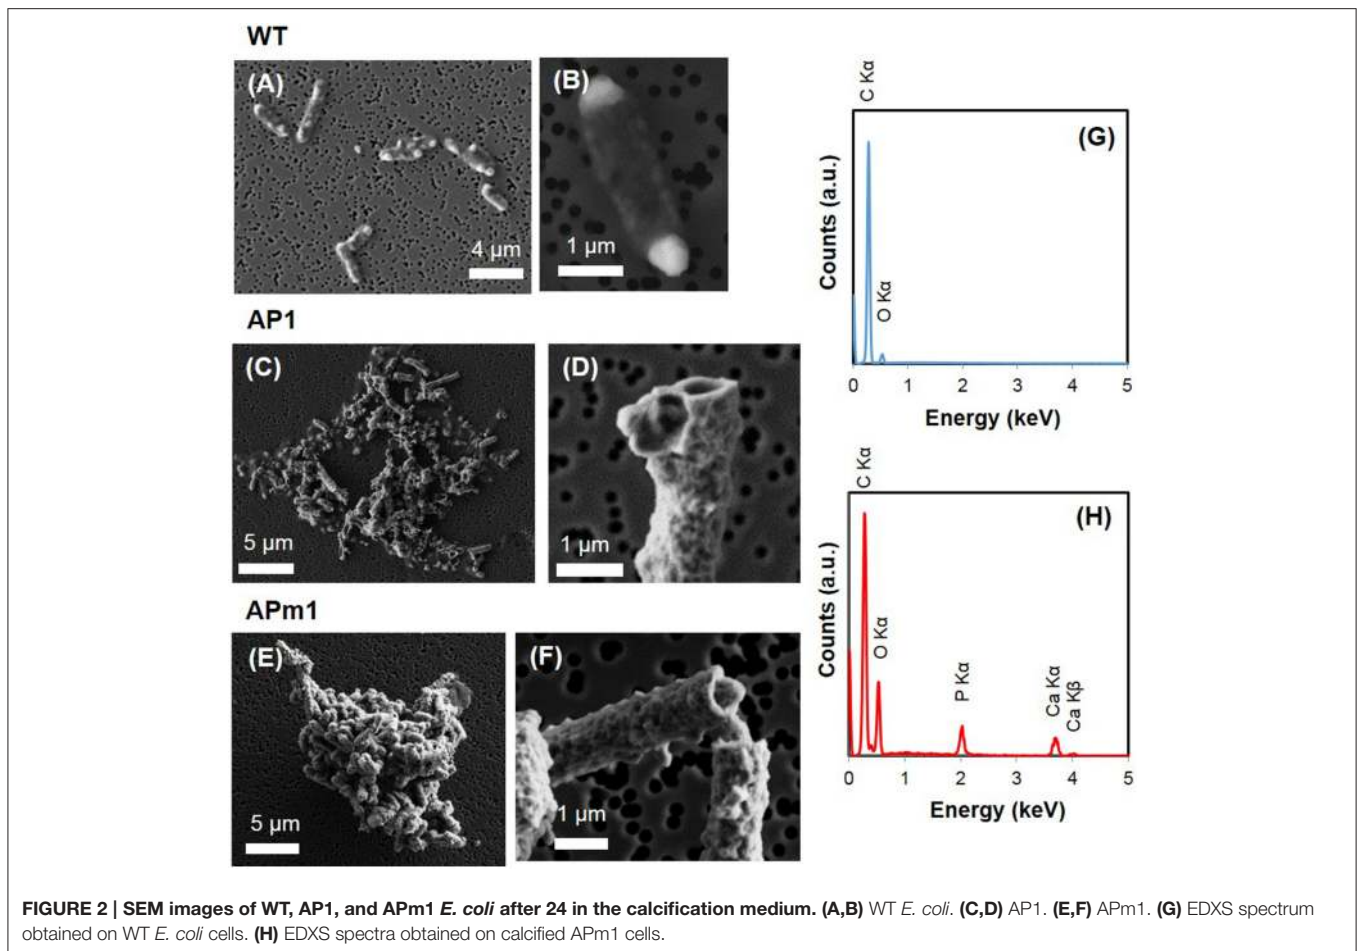 WT
(A)
4 µm
(B)
1 µm
C Kα
O Kα
(G)
Counts (a.u.)
0 1 2 3 4 5
Energy (keV)
AP1
(C)
5 µm
(D)
1 µm
APm1
(E)
5 µm
(F)
1 µm
C Kα
O Kα
P Kα
Ca Kα
Ca Kβ
(H)
Counts (a.u.)
0 1 2 3 4 5
Energy (keV)
FIGURE 2 | SEM images of WT, AP1, and APm1 E. coli after 24 in the calcification medium. (A,B) WT E. coli. (C,D) AP1. (E,F) APm1. (G) EDXS spectrum
obtained on WT E. coli cells. (H) EDXS spectra obtained on calcified APm1 cells.